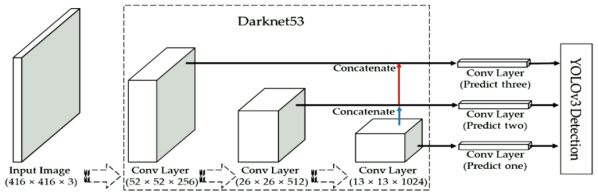 Darknet53
Concatenate
Conv Layer
(Predict three)
Concatenate
Conv Layer
(Predict two)
Conv Layer
(Predict one)
YOLOv3 Detection
Input Image
(416 × 416 × 3)
Conv Layer
(52 × 52 × 256)
Conv Layer
(26 × 26 × 512)
Conv Layer
(13 × 13 × 1024)